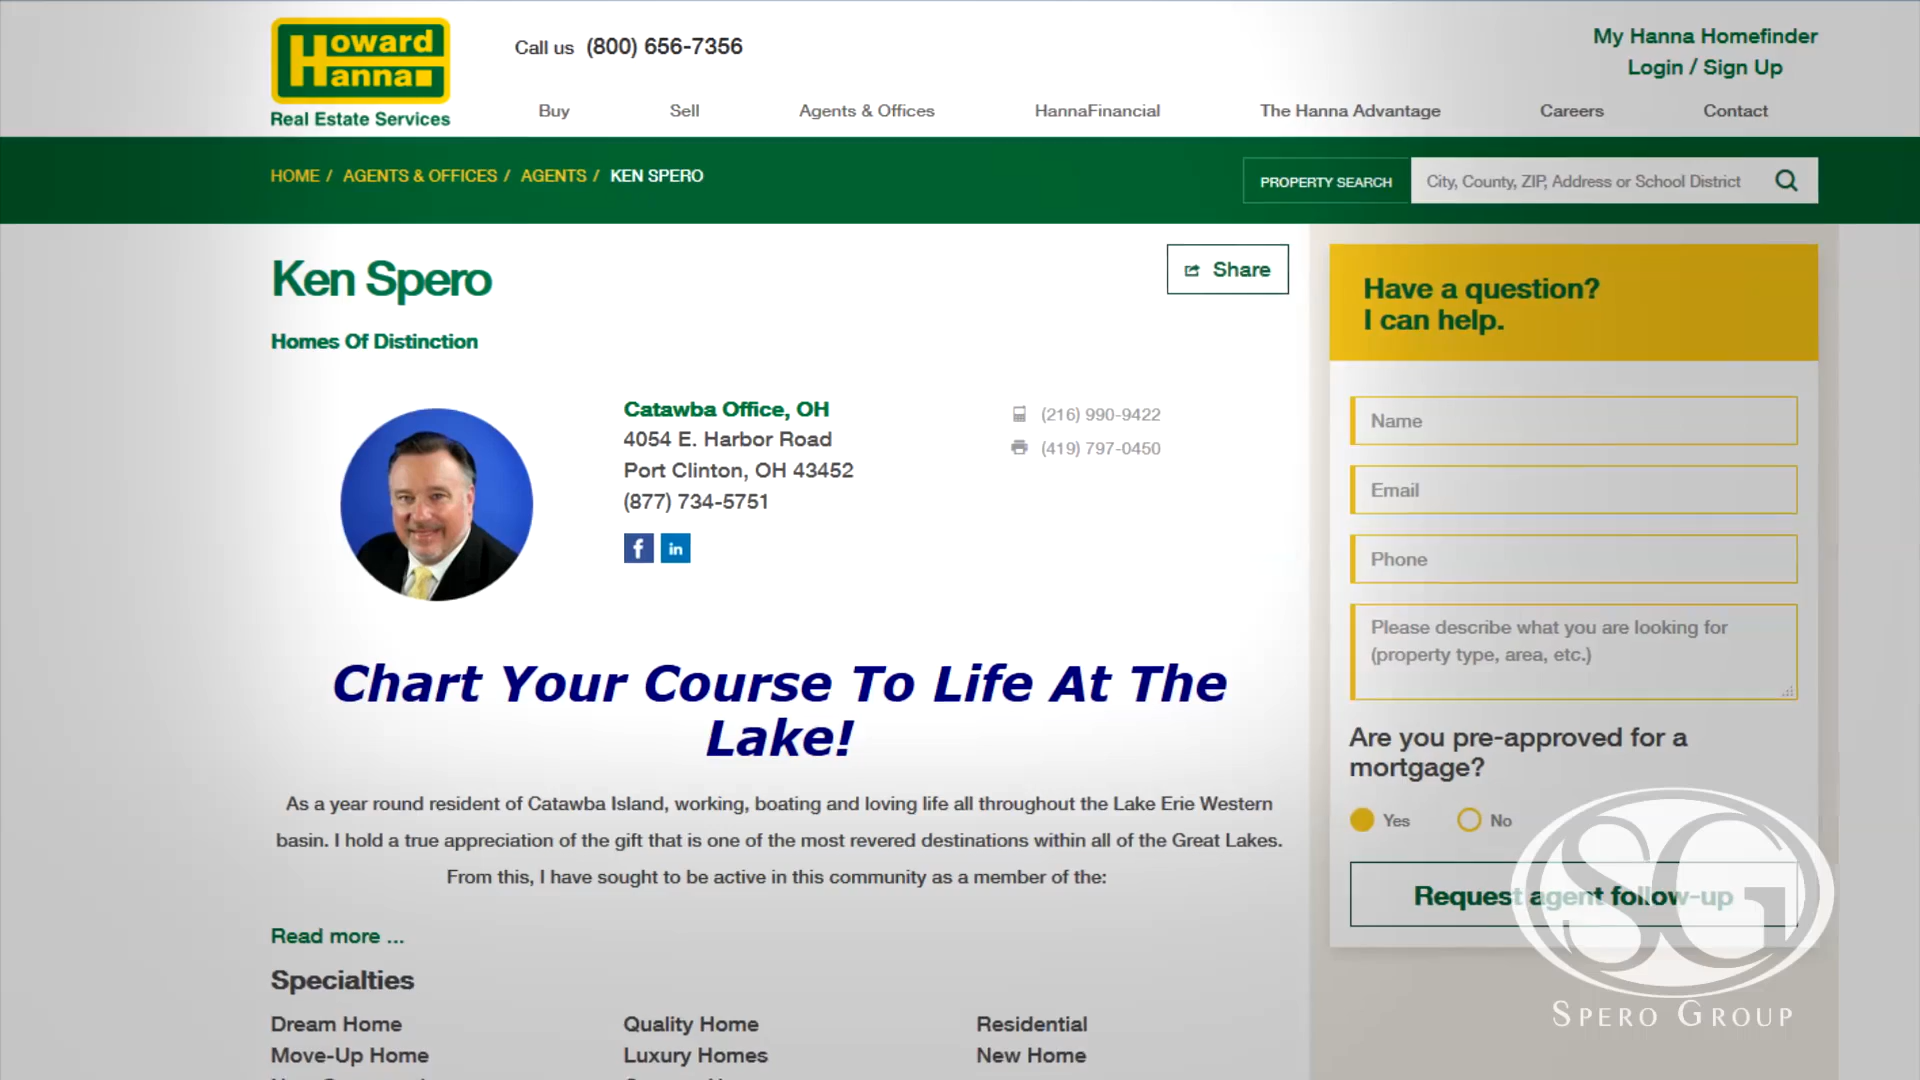 Howard
Hanna
Real Estate Services
Call us (800) 656-7356
My Hanna Homefinder
Login / Sign Up
Buy Sell Agents & Offices HannaFinancial The Hanna Advantage Careers Contact
HOME / AGENTS & OFFICES / AGENTS / KEN SPERO
PROPERTY SEARCH City, County, ZIP, Address or School District
Ken Spero
Share
Homes Of Distinction
Catawba Office, OH
4054 E. Harbor Road
Port Clinton, OH 43452
(877) 734-5751
f in
(216) 990-9422
(419) 797-0450
Chart Your Course To Life At The
Lake!
As a year round resident of Catawba Island, working, boating and loving life all throughout the Lake Erie Western
basin. I hold a true appreciation of the gift that is one of the most revered destinations within all of the Great Lakes.
From this, I have sought to be active in this community as a member of the:
Read more ...
Specialties
Dream Home Quality Home Residential
Move-Up Home Luxury Homes New Home
Have a question?
I can help.
Name
Email
Phone
Please describe what you are looking for
(property type, area, etc.)
Are you pre-approved for a
mortgage?
Yes No
Request agent follow-up
SG
SPERO GROUP